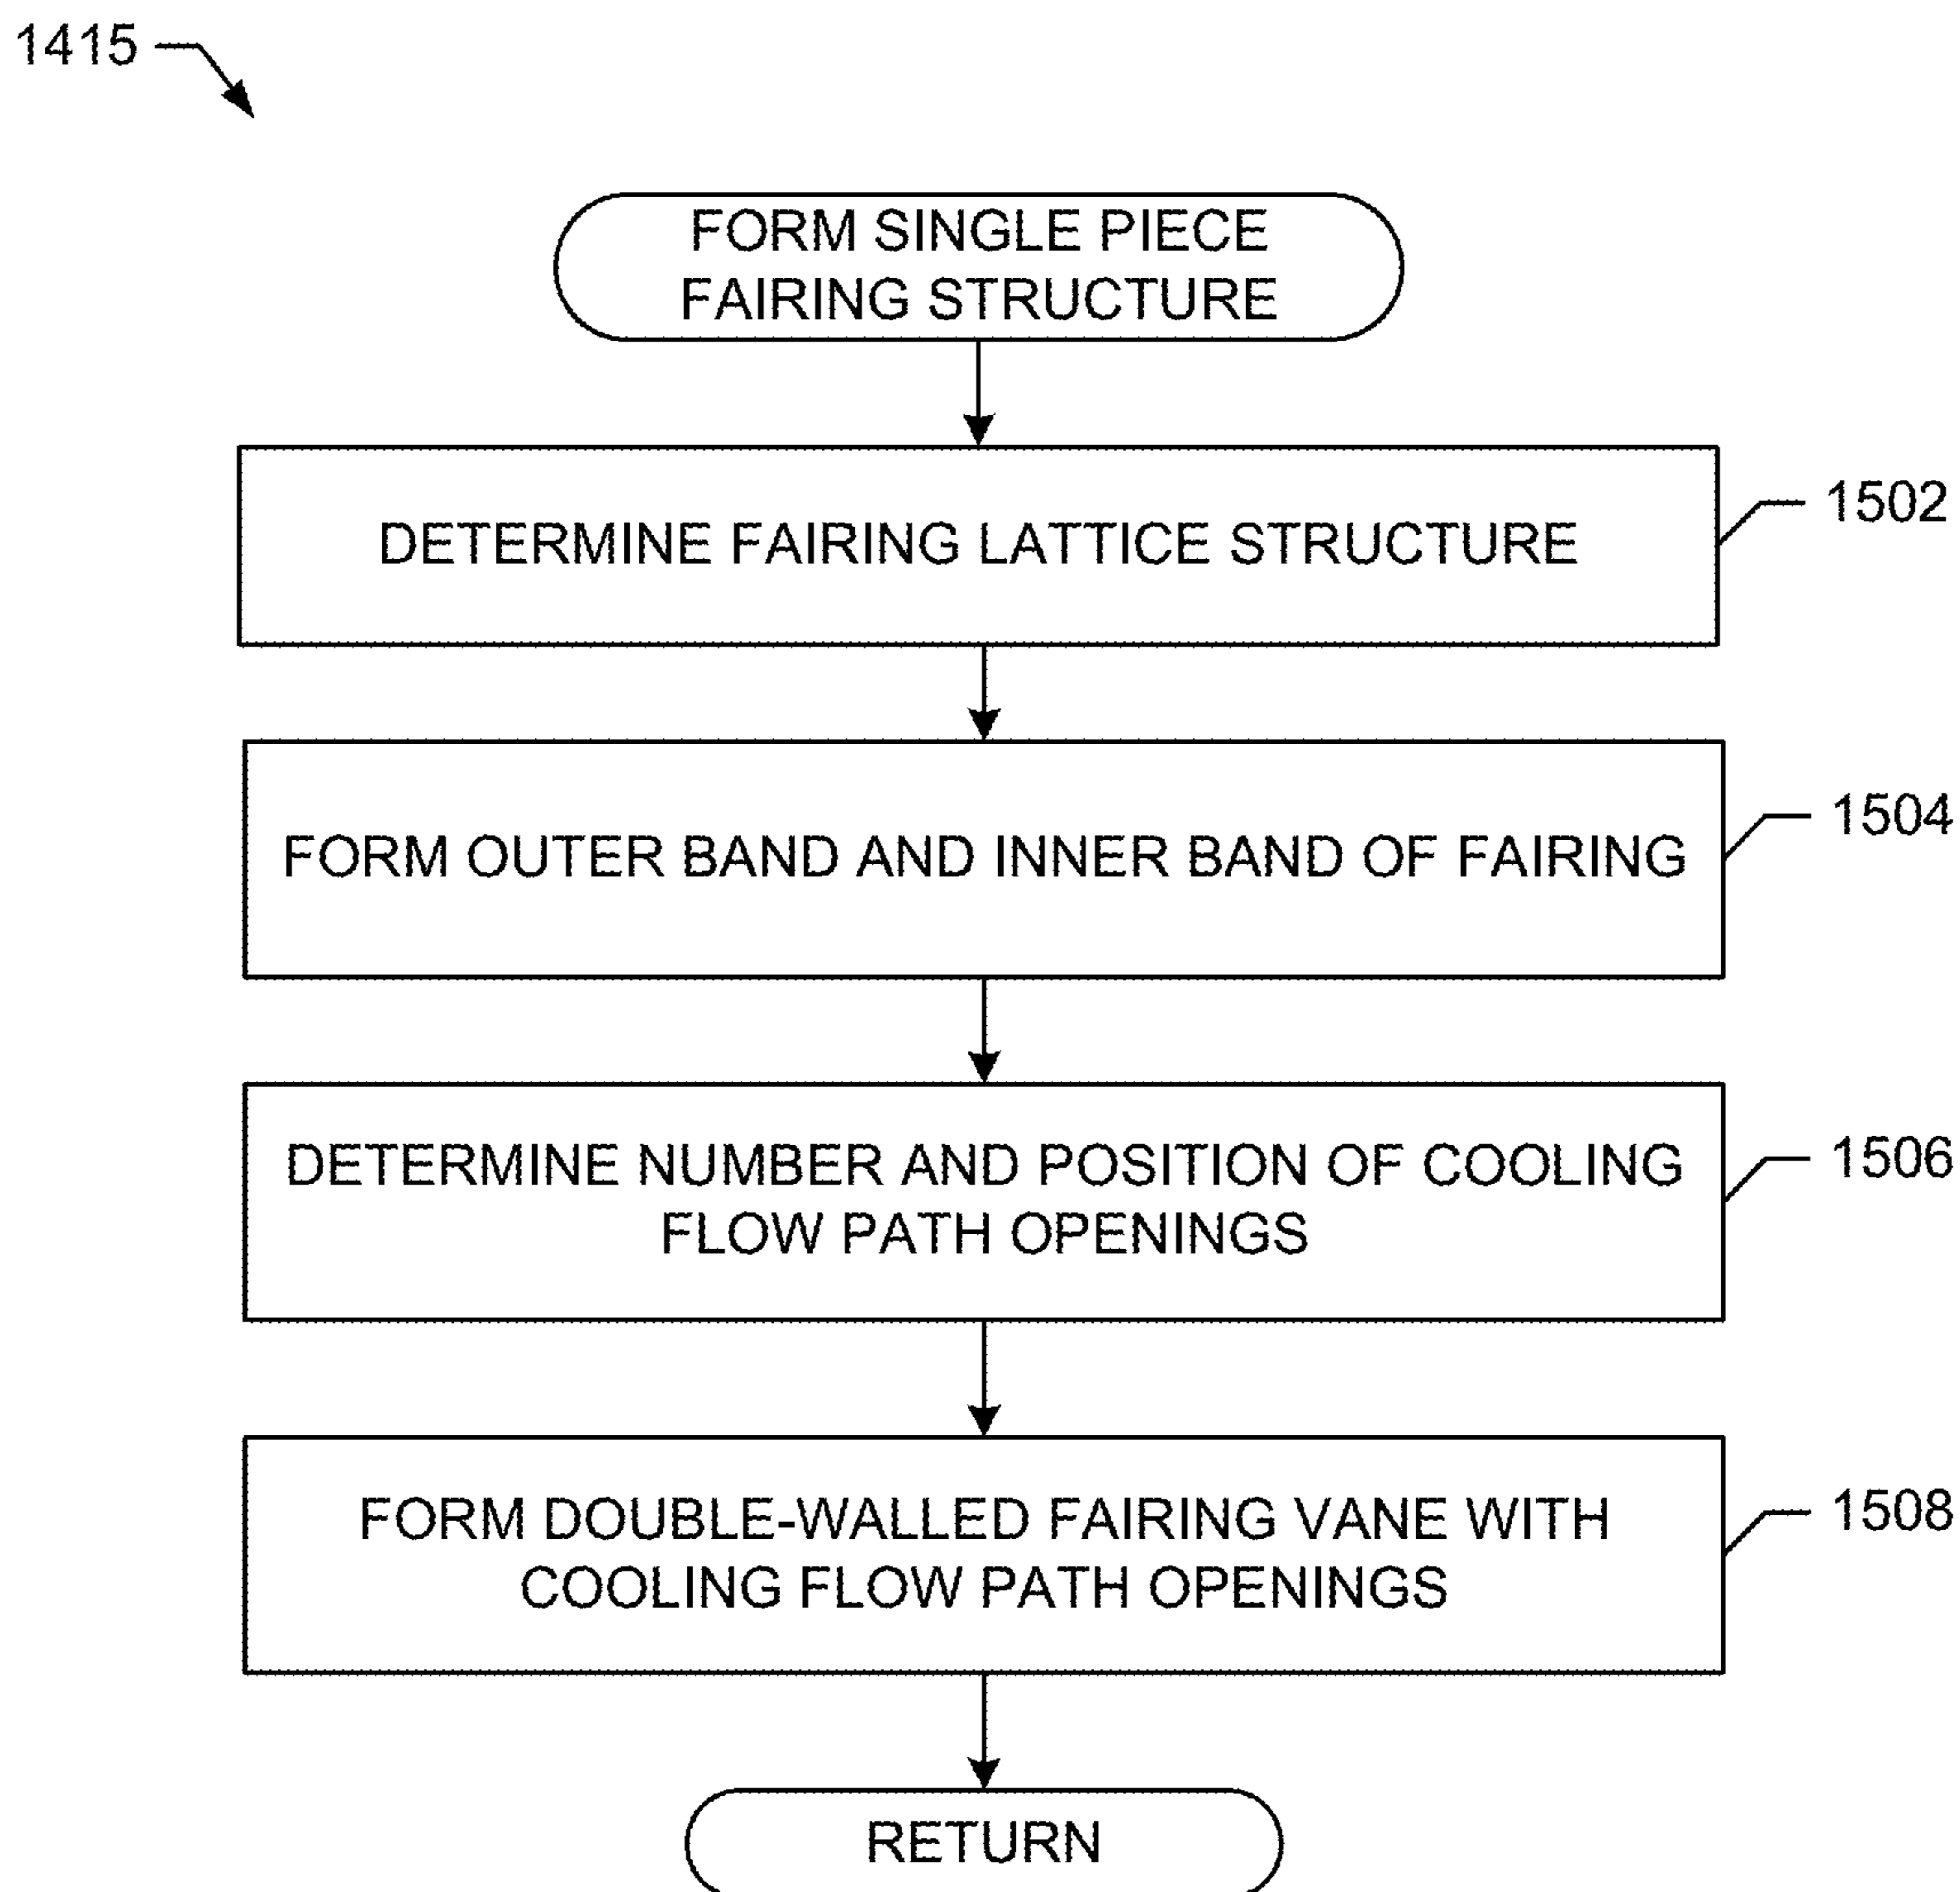 1415
FORM SINGLE PIECE
FAIRING STRUCTURE
DETERMINE FAIRING LATTICE STRUCTURE
1502
FORM OUTER BAND AND INNER BAND OF FAIRING
1504
DETERMINE NUMBER AND POSITION OF COOLING
FLOW PATH OPENINGS
1506
FORM DOUBLE-WALLED FAIRING VANE WITH
COOLING FLOW PATH OPENINGS
1508
RETURN